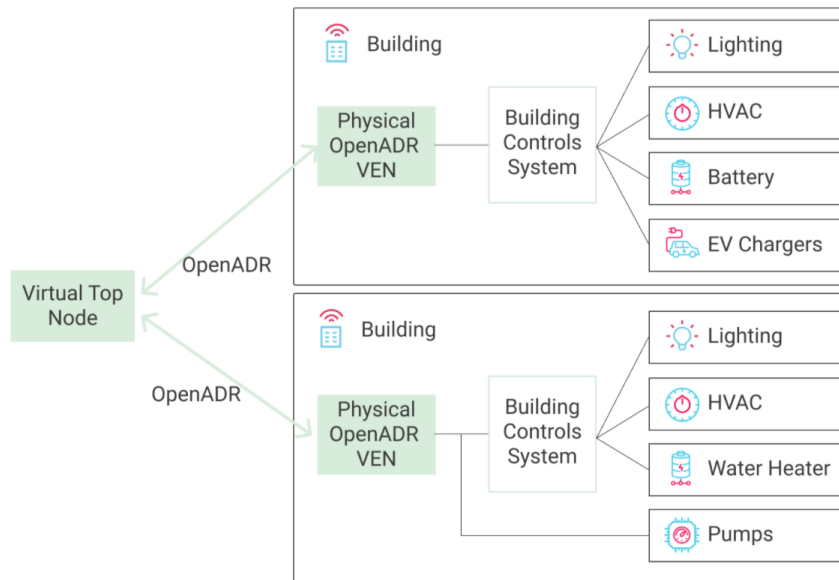 Building
Physical
OpenADR
VEN
Building
Controls
System
Lighting
HVAC
Battery
EV Chargers
OpenADR
Virtual Top
Node
OpenADR
Building
Physical
OpenADR
VEN
Building
Controls
System
Lighting
HVAC
Water Heater
Pumps